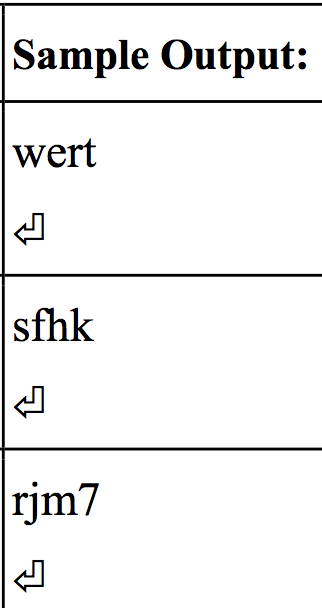 Sample Output:
wert
⏎
sfhk
⏎
rjm7
⏎